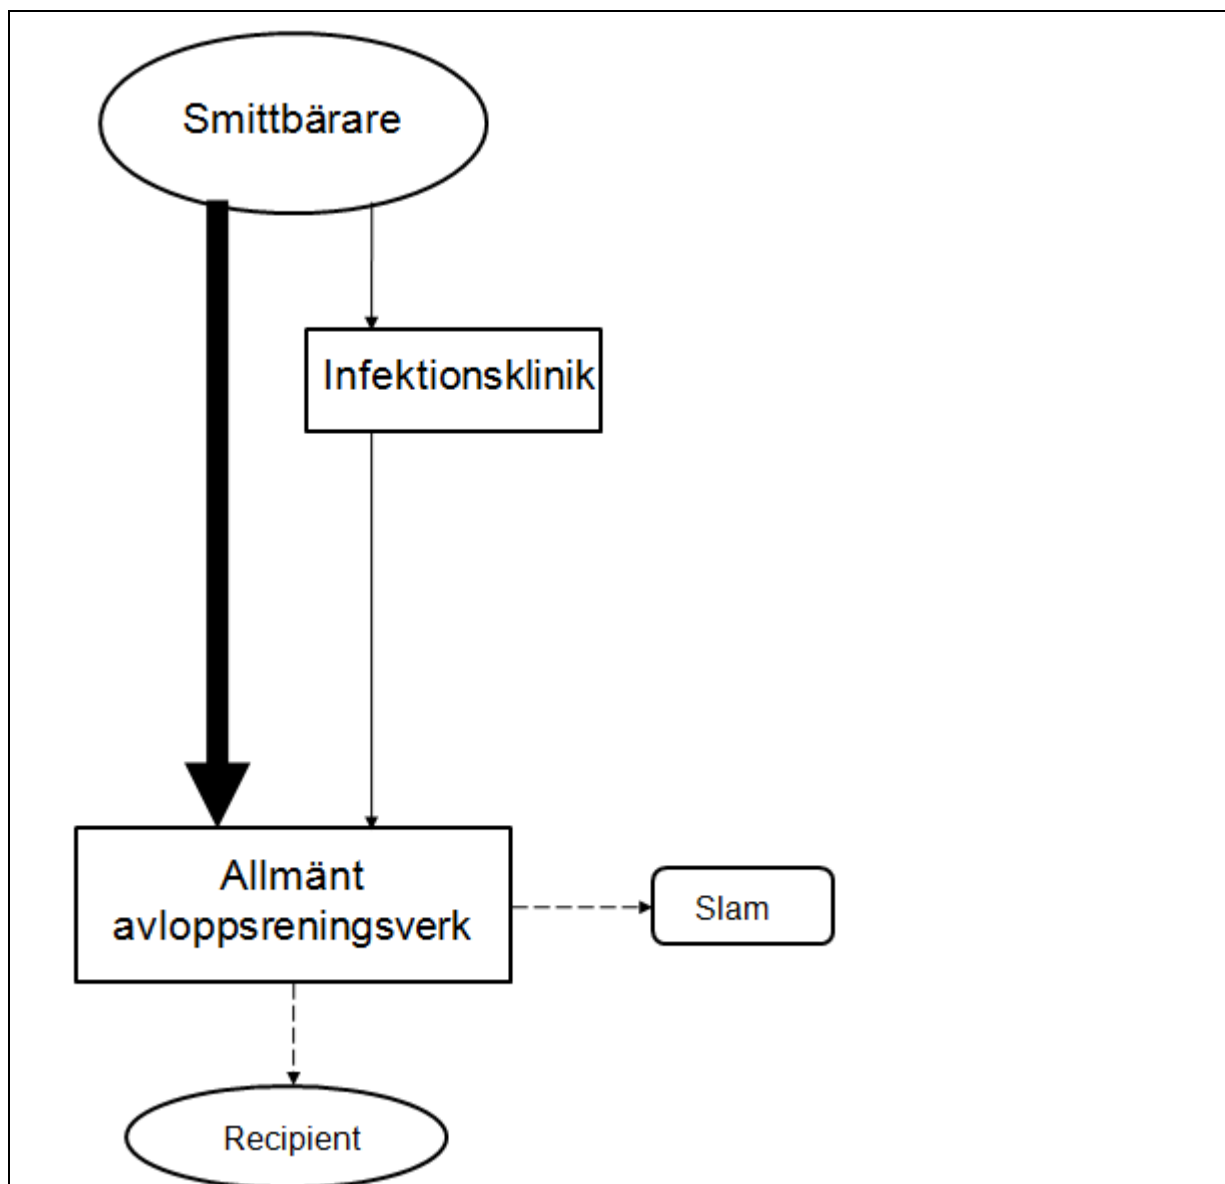 Smittbärare
Infektionsklinik
Allmänt
avloppsreningsverk
Slam
Recipient